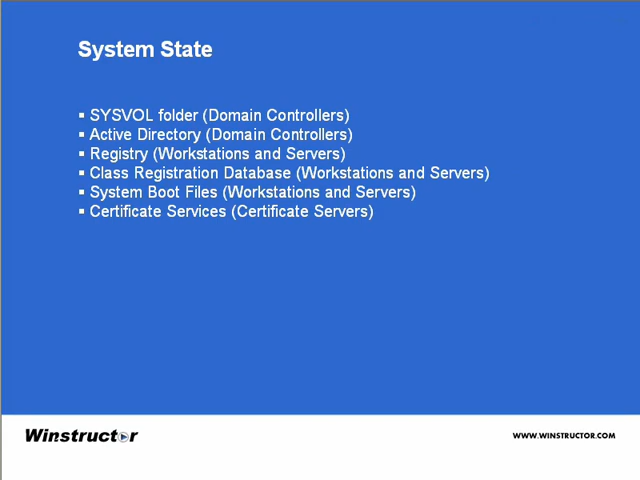 System State
▪ SYSVOL folder (Domain Controllers)
▪ Active Directory (Domain Controllers)
▪ Registry (Workstations and Servers)
▪ Class Registration Database (Workstations and Servers)
▪ System Boot Files (Workstations and Servers)
▪ Certificate Services (Certificate Servers)
Winstructor
WWW.WINSTRUCTOR.COM